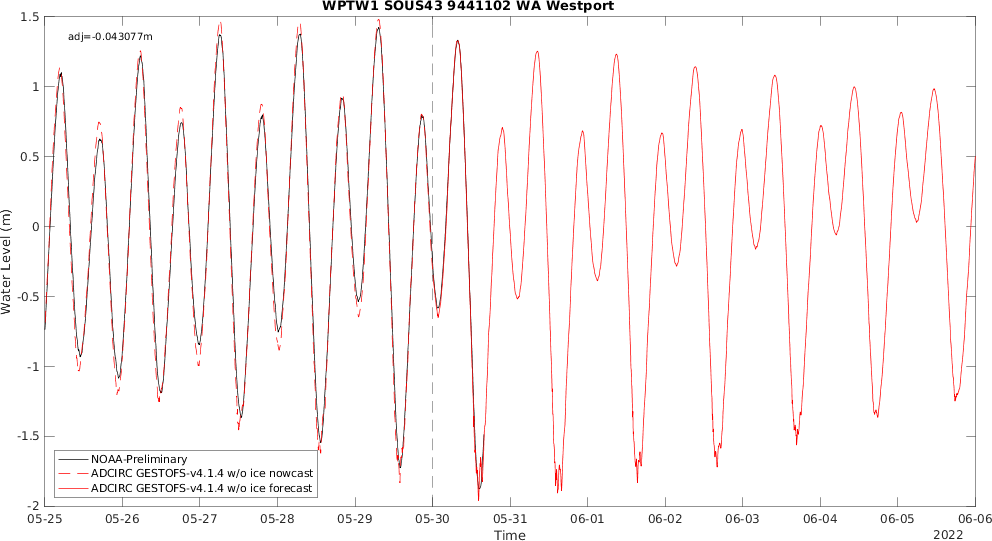 WPTW1 SOUS43 9441102 WA Westport
adj=-0.043077m
1.5
1
0.5
0
-0.5
-1
-1.5
-2
Water Level (m)
NOAA-Preliminary
ADCIRC GESTOFS-v4.1.4 w/o ice nowcast
ADCIRC GESTOFS-v4.1.4 w/o ice forecast
05-25 05-26 05-27 05-28 05-29 05-30 05-31 06-01 06-02 06-03 06-04 06-05 06-06
Time
2022